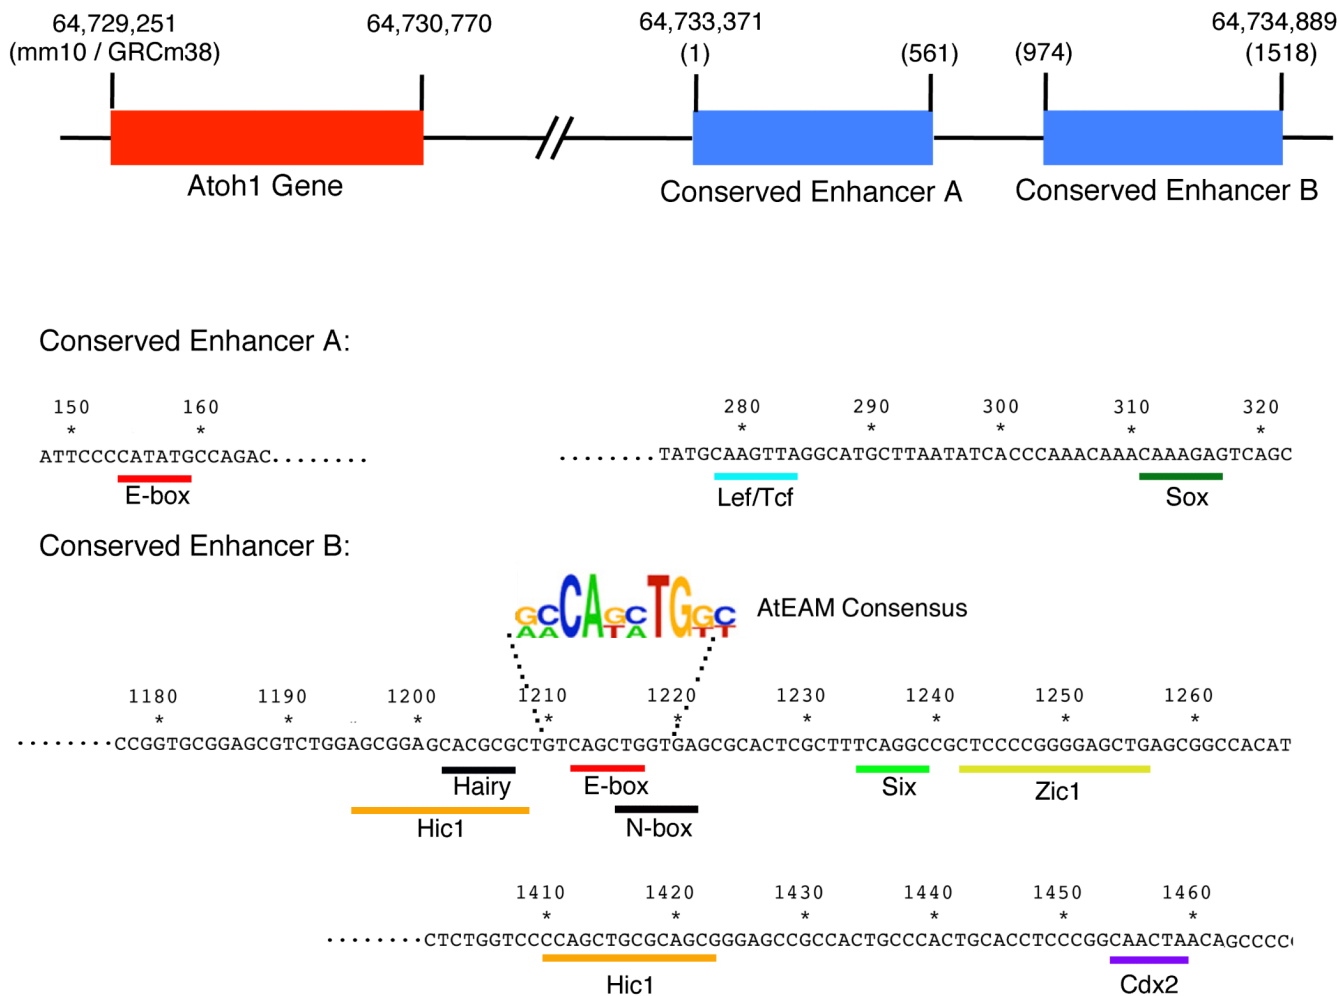 64,729,251
(mm10 / GRCm38)
64,730,770
64,733,371
(1)
(561)
(974)
64,734,889
(1518)
Atoh1 Gene
Conserved Enhancer A
Conserved Enhancer B
Conserved Enhancer A:
150 160 280 290 300 310 320
* * * * * * *
ATTCCCCATATGCCAGAC........ ........TATGCAAGTTAGGCATGCTTAATATCACCCAAACAAACAAAGAGTCAGC
E-box Lef/Tcf Sox
Conserved Enhancer B:
GCCAGCTGGC
AATATT
AtEAM Consensus
1180 1190 1200 1210 1220 1230 1240 1250 1260
* * * * * * * * *
........CCGGTGCGGAGCGTCTGGAGCGGAGCACGCGCTGTCAGCTGGTGAGCGCACTCGCTTTCAGGCCGCTCCCCGGGGAGCTGAGCGGCCACAT
Hairy E-box Six Zic1
Hic1 N-box
1410 1420 1430 1440 1450 1460
* * * * * *
........CTCTGGTCCCCAGCTGCGCAGCGGGAGCCGCCACTGCCCACTGCACCTCCCGGCAACTAACAGCCCC
Hic1 Cdx2